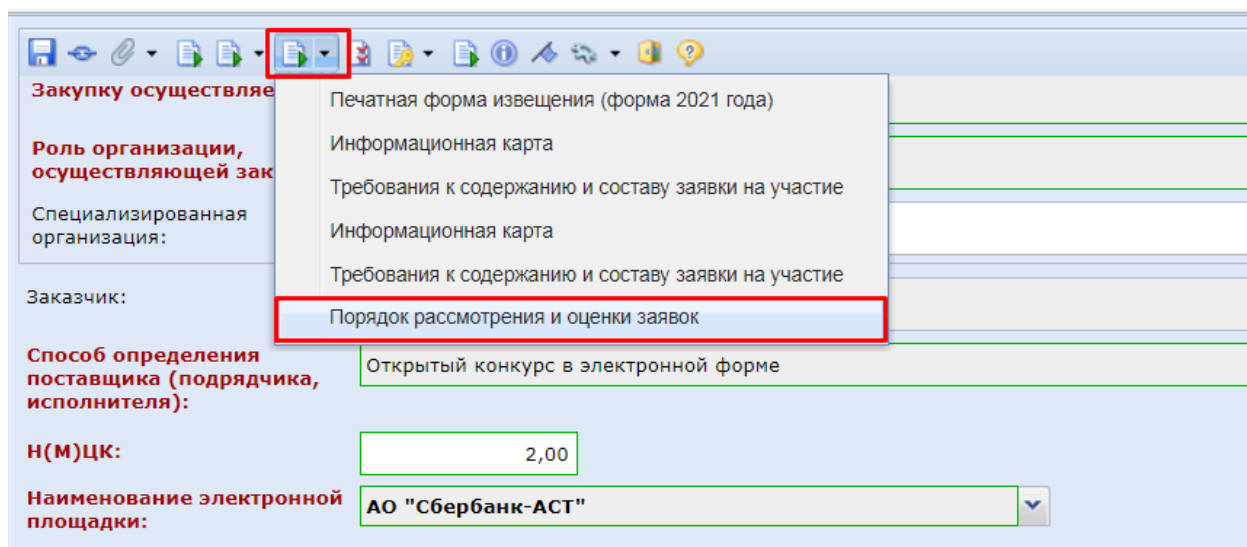 Закупку осуществляе
Печатная форма извещения (форма 2021 года)
Информационная карта
Роль организации,
осуществляющей зак
Требования к содержанию и составу заявки на участие
Специализированная
организация:
Информационная карта
Требования к содержанию и составу заявки на участие
Заказчик:
Порядок рассмотрения и оценки заявок
Способ определения
поставщика (подрядчика,
исполнителя):
Открытый конкурс в электронной форме
Н(М)ЦК:
2,00
Наименование электронной
площадки:
АО "Сбербанк-АСТ"